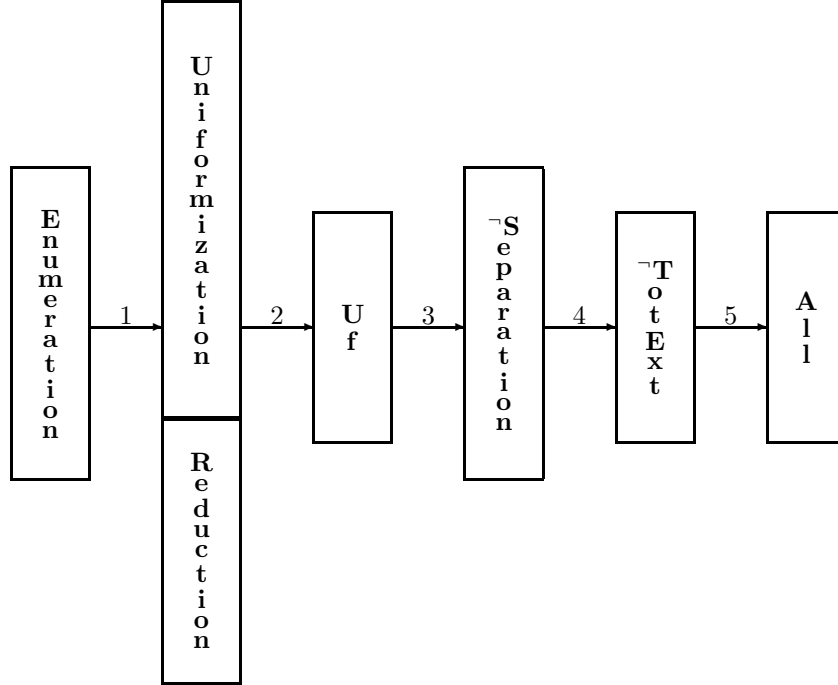 Enumeration
1
Uniformization
Reduction
2
Uf
3
¬Separation
4
¬TotExt
5
All